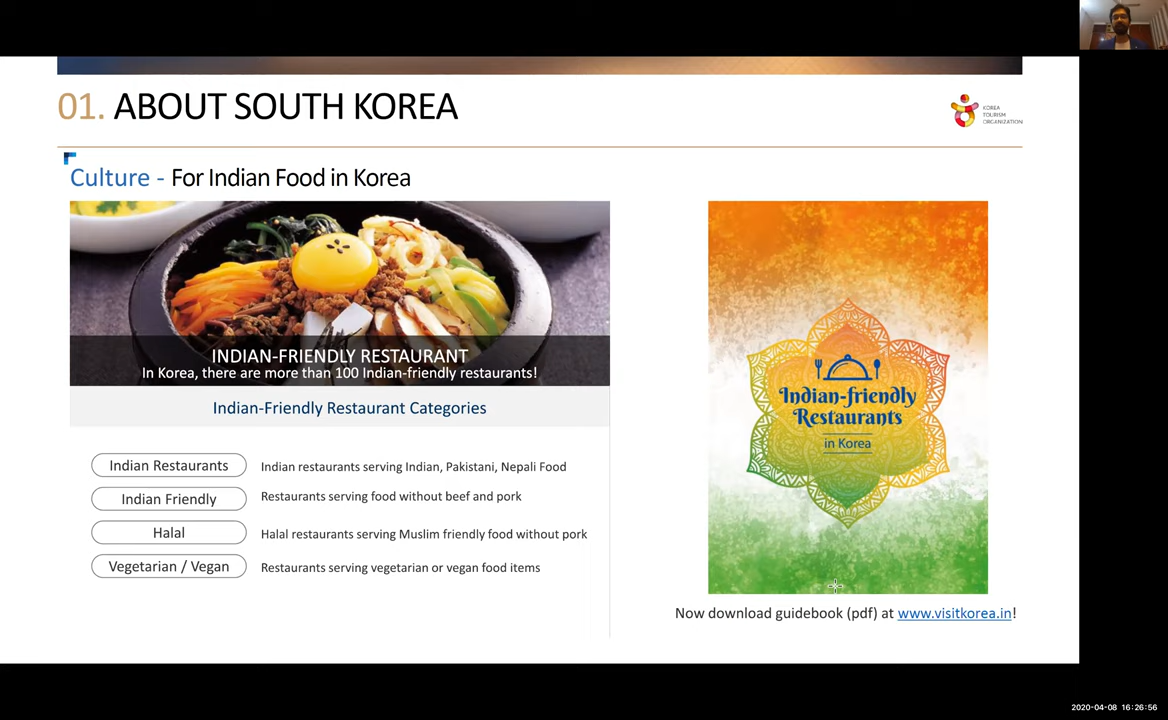 01. ABOUT SOUTH KOREA
KOREA
TOURISM
ORGANIZATION
Culture - For Indian Food in Korea
INDIAN-FRIENDLY RESTAURANT
In Korea, there are more than 100 Indian-friendly restaurants!
Indian-Friendly Restaurant Categories
Indian Restaurants Indian restaurants serving Indian, Pakistani, Nepali Food
Indian Friendly Restaurants serving food without beef and pork
Halal Halal restaurants serving Muslim friendly food without pork
Vegetarian / Vegan Restaurants serving vegetarian or vegan food items
Indian-friendly
Restaurants
in Korea
Now download guidebook (pdf) at www.visitkorea.in!
2020-04-08 16:26:56